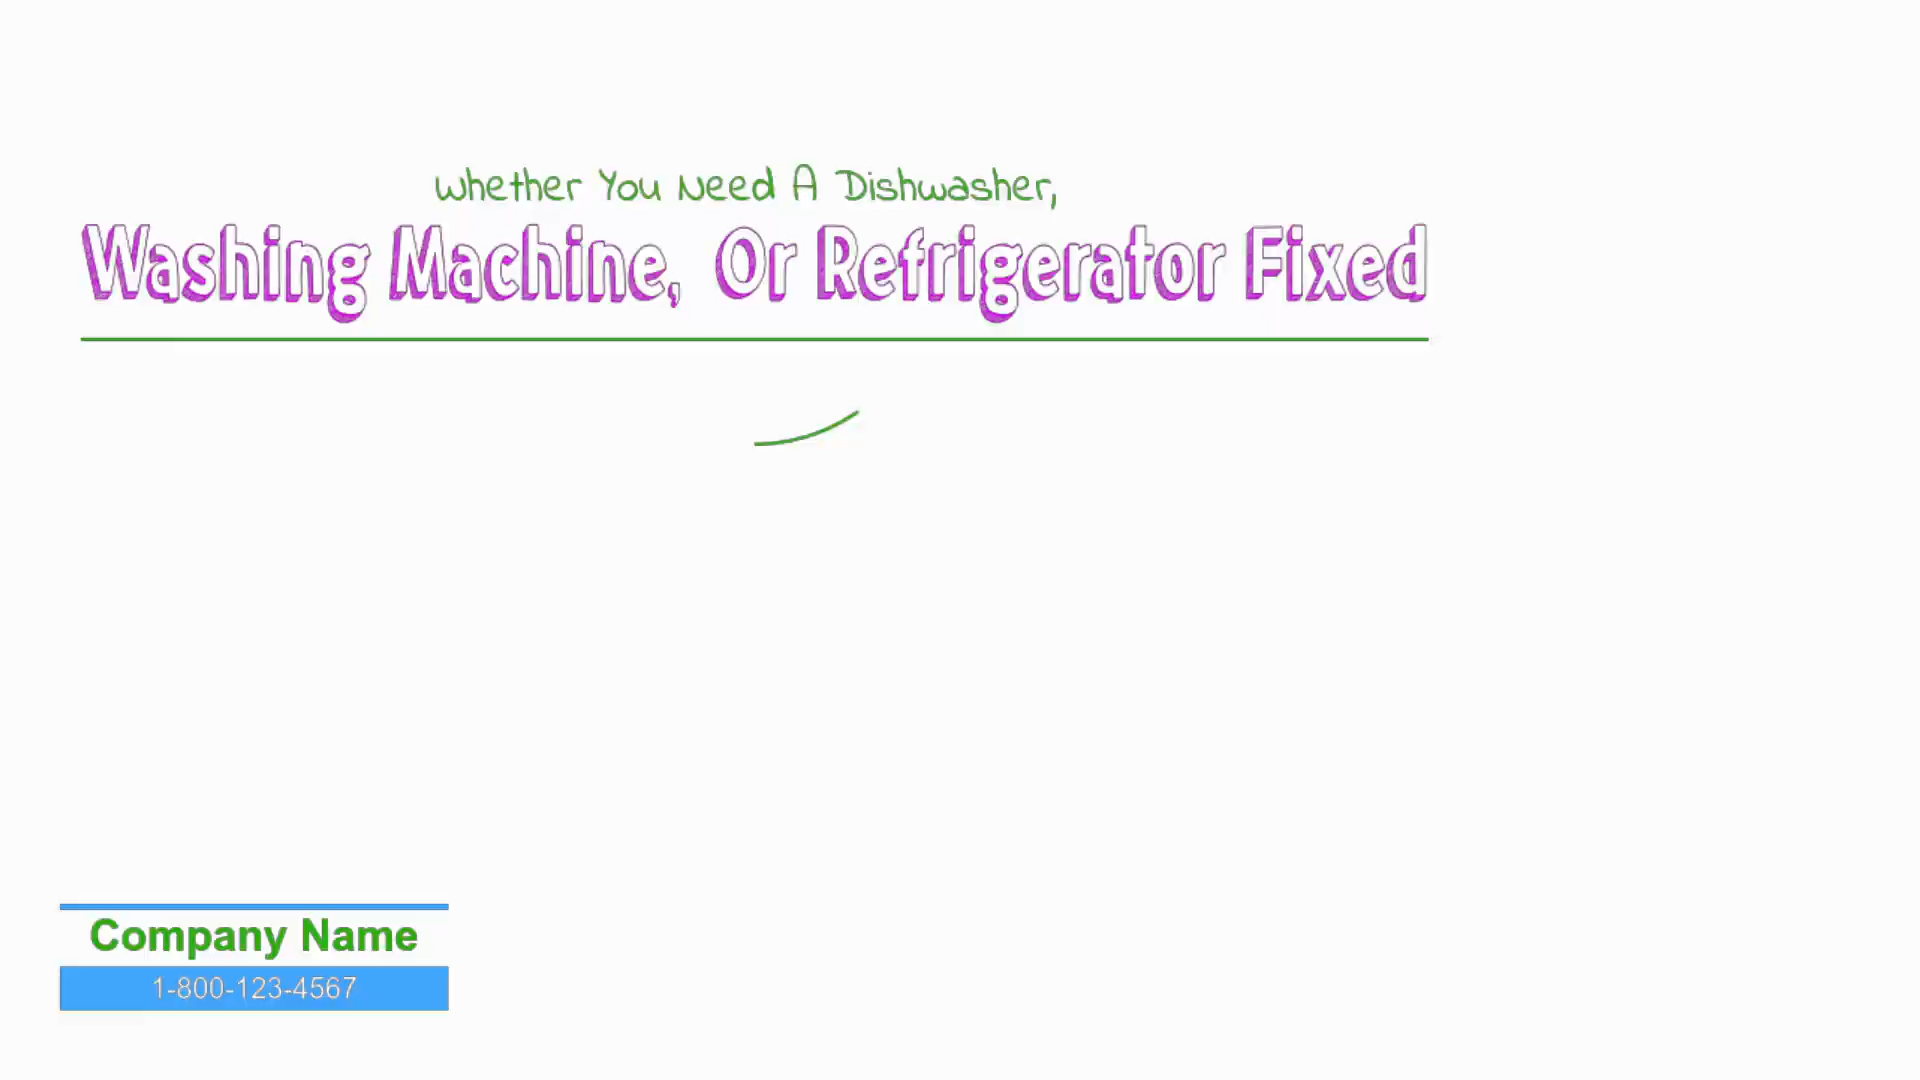 Whether You Need A Dishwasher,
Washing Machine, Or Refrigerator Fixed
Company Name
1-800-123-4567